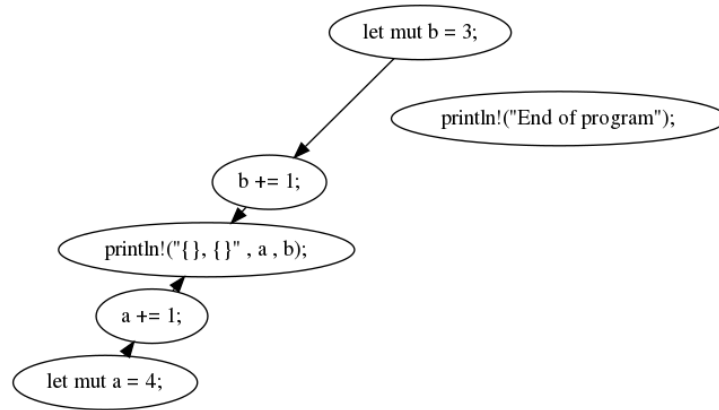 let mut b = 3;
println!("End of program");
b += 1;
println!("{}, {}" , a , b);
a += 1;
let mut a = 4;